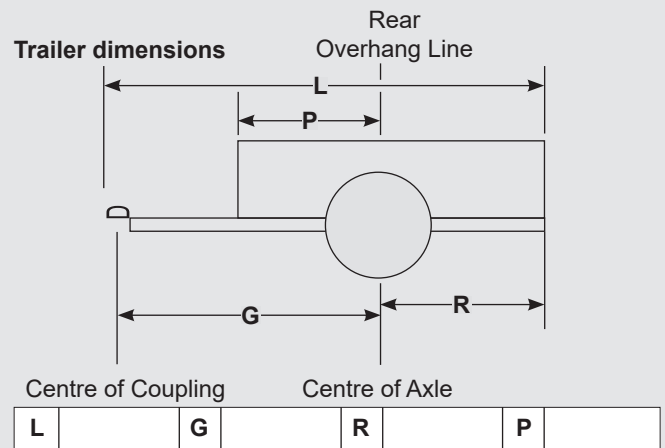 Rear
Trailer dimensions Overhang Line
L
P
G
R
Centre of Coupling Centre of Axle
L G R P